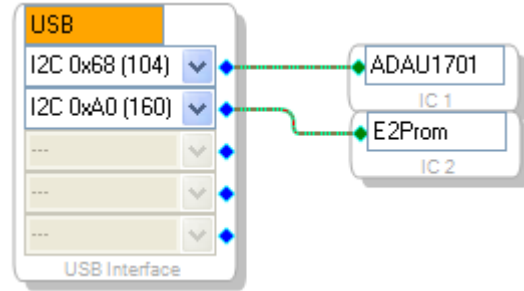 USB
I2C 0x68 (104)
I2C 0xA0 (160)
---
---
---
USB Interface
ADAU1701
IC 1
E2Prom
IC 2